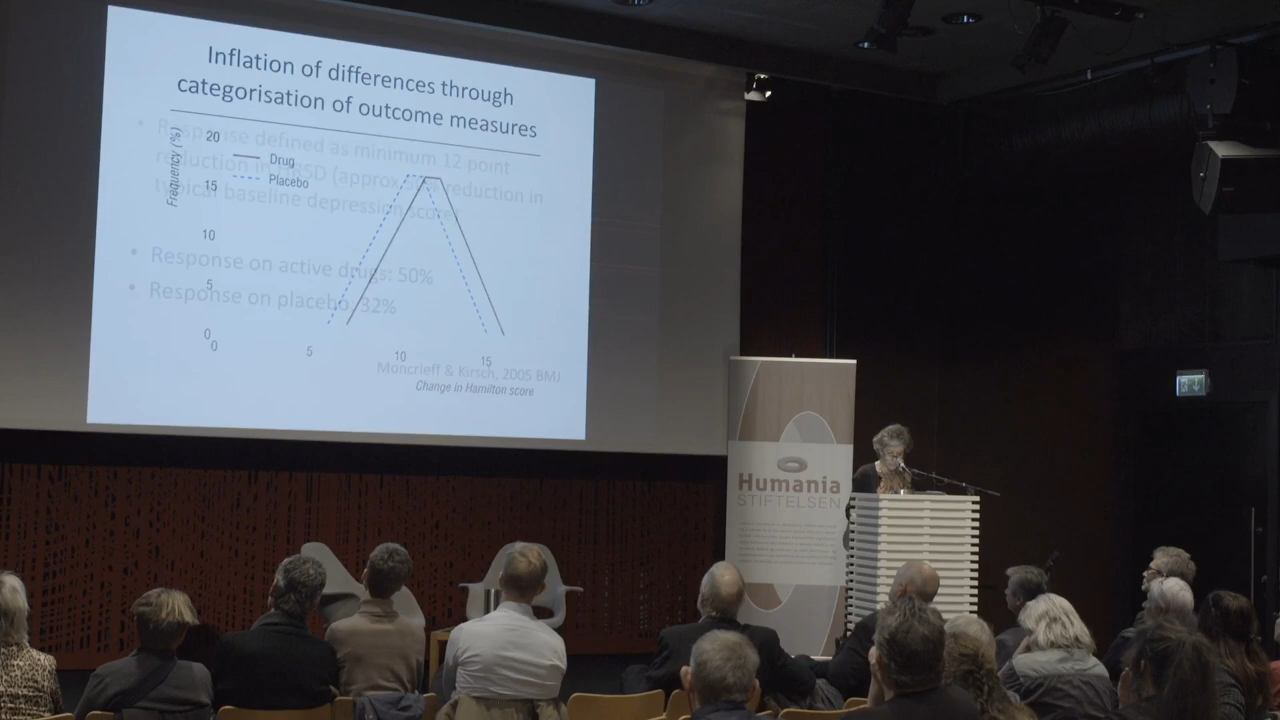 Inflation of differences through
categorisation of outcome measures
Response defined as minimum 12 point
reduction in HRSD (approx 50% reduction in
typical baseline depression score)
Response on active drugs: 50%
Response on placebo: 32%
Moncrieff & Kirsch, 2005 BMJ
Frequency (%)
20
15
10
5
0
Drug
Placebo
0
5
10
15
Change in Hamilton score
Humania
STIFTELSEN